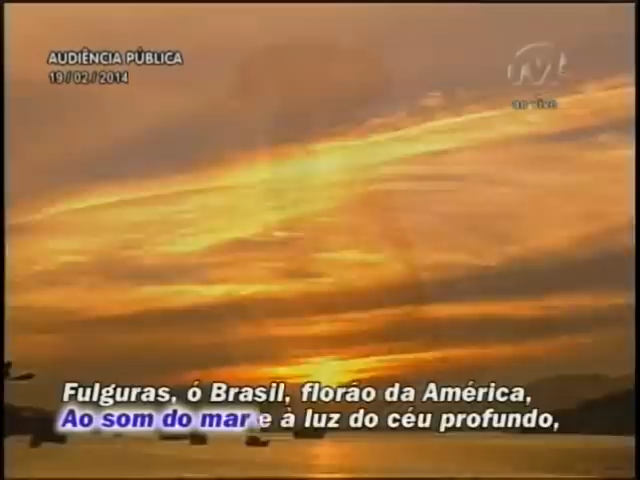 AUDIÊNCIA PÚBLICA
19/02/2014
TVL
ao vivo
Fulguras, ó Brasil, florão da América,
Ao som do mar e à luz do céu profundo,